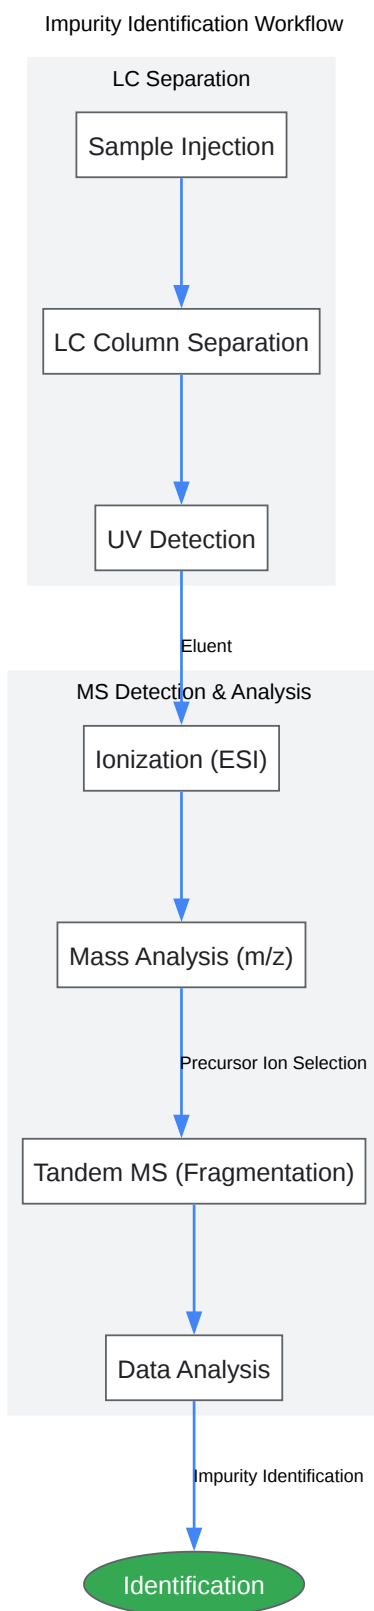 Impurity Identification Workflow
LC Separation
Sample Injection
LC Column Separation
UV Detection
Eluent
MS Detection & Analysis
Ionization (ESI)
Mass Analysis (m/z)
Precursor Ion Selection
Tandem MS (Fragmentation)
Data Analysis
Impurity Identification
Identification